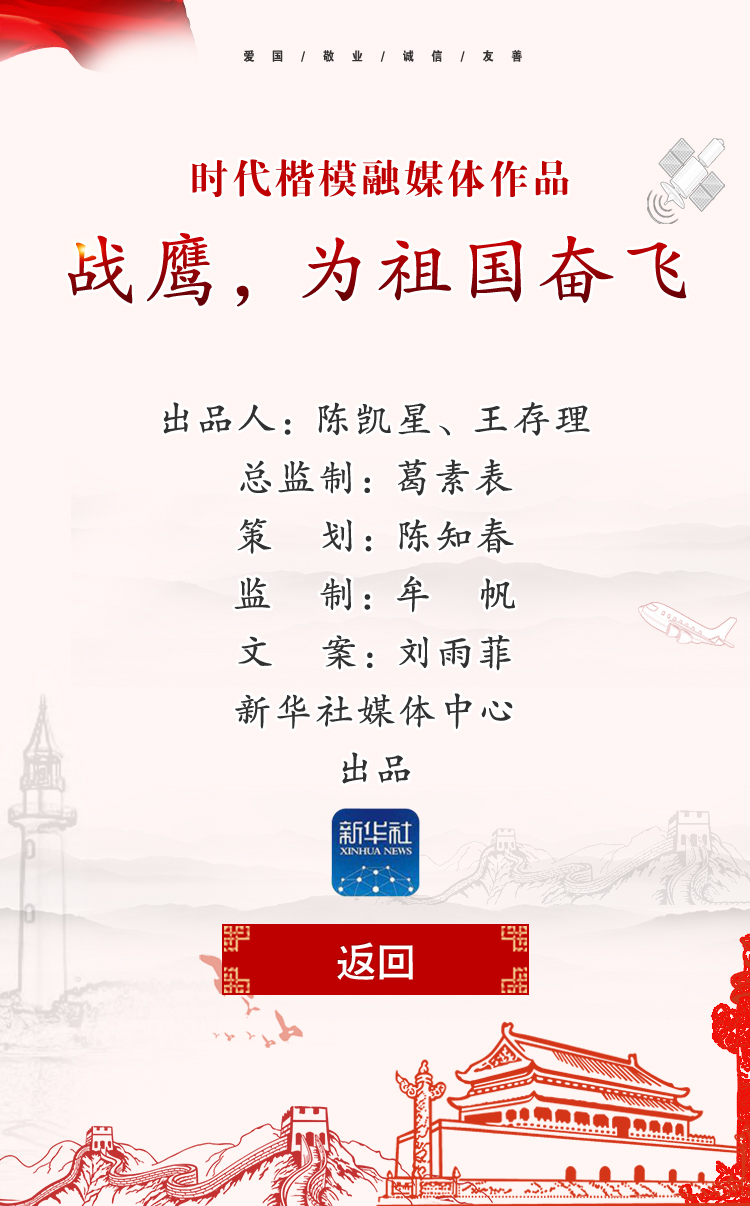 爱国/敬业/诚信/友善
时代楷模融媒体作品
战鹰，为祖国奋飞
出品人：陈凯星、王存理
总监制：葛素表
策　划：陈知春
监　制：牟　帆
文　案：刘雨菲
新华社媒体中心
出品
新华社
XINHUA NEWS
返回